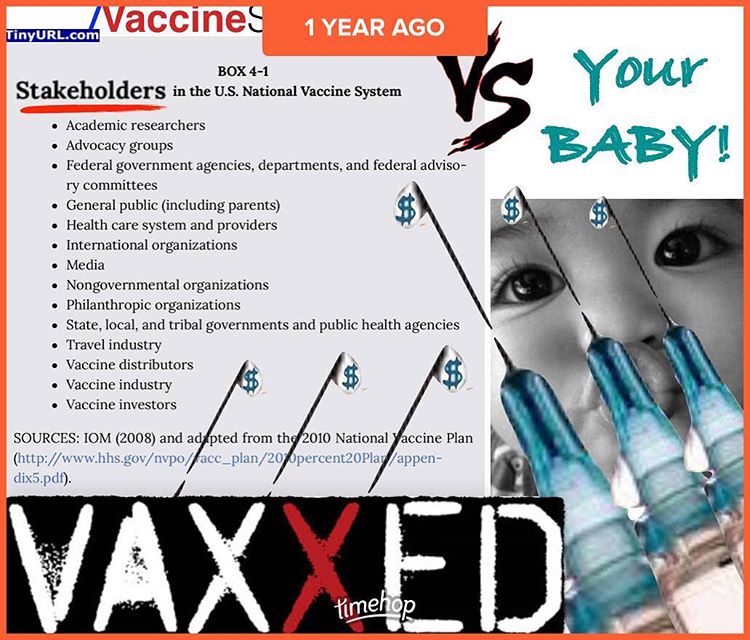 /Vaccine
TinyURL.com
1 YEAR AGO
BOX 4-1
Stakeholders in the U.S. National Vaccine System
• Academic researchers
• Advocacy groups
• Federal government agencies, departments, and federal adviso-
ry committees
• General public (including parents)
• Health care system and providers
• International organizations
• Media
• Nongovernmental organizations
• Philanthropic organizations
• State, local, and tribal governments and public health agencies
• Travel industry
• Vaccine distributors
• Vaccine industry
• Vaccine investors
SOURCES: IOM (2008) and adapted from the 2010 National Vaccine Plan
(http://www.hhs.gov/nvpo/vacc_plan/2010percent20Plan/appen-
dix5.pdf).
VS
Your
BABY!
$
$
$
$
$
$
VAXXED
timehop